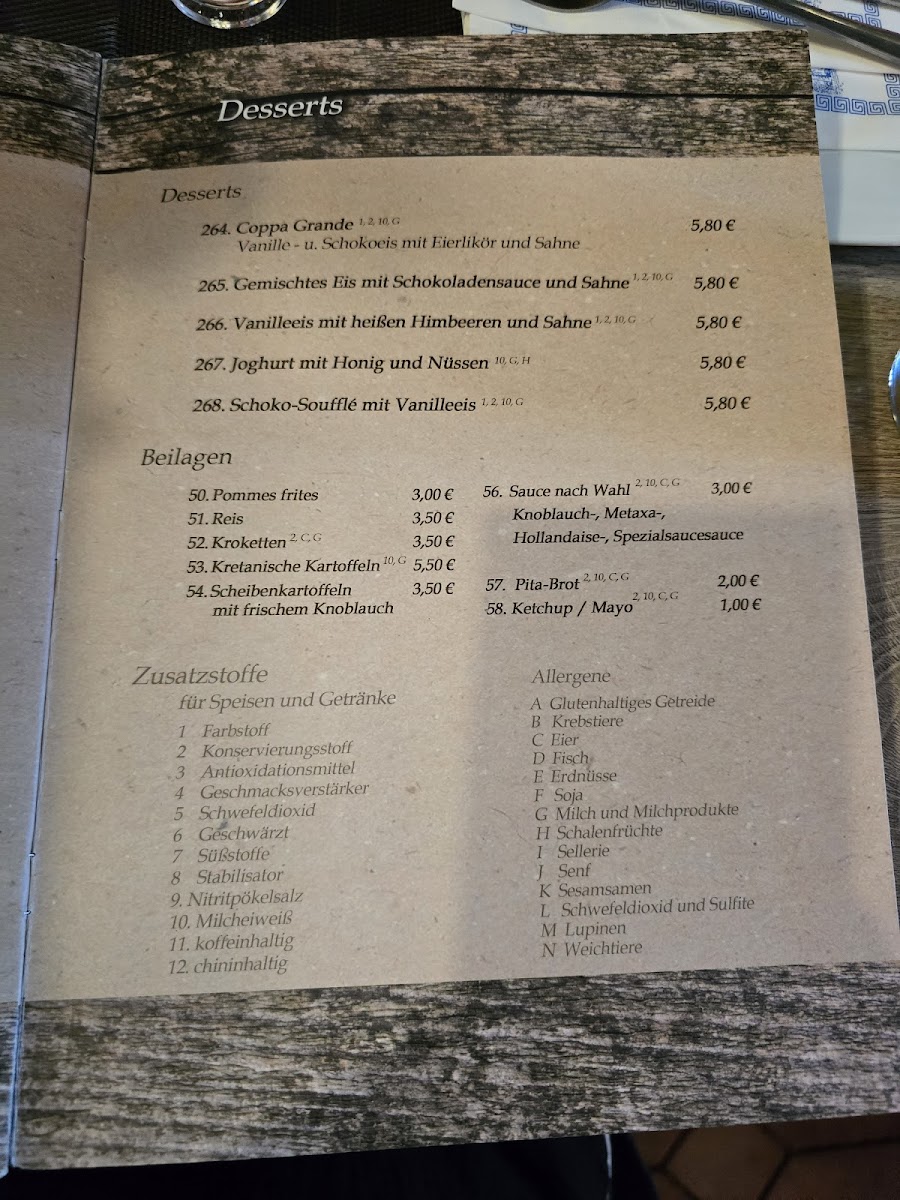 Desserts
Desserts
264. Coppa Grande 1, 2, 10, G 5,80 €
Vanille - u. Schokoeis mit Eierlikör und Sahne
265. Gemischtes Eis mit Schokoladensauce und Sahne 1, 2, 10, G 5,80 €
266. Vanilleeis mit heißen Himbeeren und Sahne 1, 2, 10, G 5,80 €
267. Joghurt mit Honig und Nüssen 10, G, H 5,80 €
268. Schoko-Soufflé mit Vanilleeis 1, 2, 10, G 5,80 €
Beilagen
50. Pommes frites 3,00 €
51. Reis 3,50 €
52. Kroketten 2, C, G 3,50 €
53. Kretanische Kartoffeln 10, G 5,50 €
54. Scheibenkartoffeln 3,50 €
mit frischem Knoblauch
56. Sauce nach Wahl 2, 10, C, G 3,00 €
Knoblauch-, Metaxa-,
Hollandaise-, Spezialsaucesauce
57. Pita-Brot 2, 10, C, G 2,00 €
58. Ketchup / Mayo 2, 10, C, G 1,00 €
Zusatzstoffe
für Speisen und Getränke
1 Farbstoff
2 Konservierungsstoff
3 Antioxidationsmittel
4 Geschmacksverstärker
5 Schwefeldioxid
6 Geschwärzt
7 Süßstoffe
8 Stabilisator
9. Nitritpökelsalz
10. Milcheiweiß
11. koffeinhaltig
12. chininhaltig
Allergene
A Glutenhaltiges Getreide
B Krebstiere
C Eier
D Fisch
E Erdnüsse
F Soja
G Milch und Milchprodukte
H Schalenfrüchte
I Sellerie
J Senf
K Sesamsamen
L Schwefeldioxid und Sulfite
M Lupinen
N Weichtiere